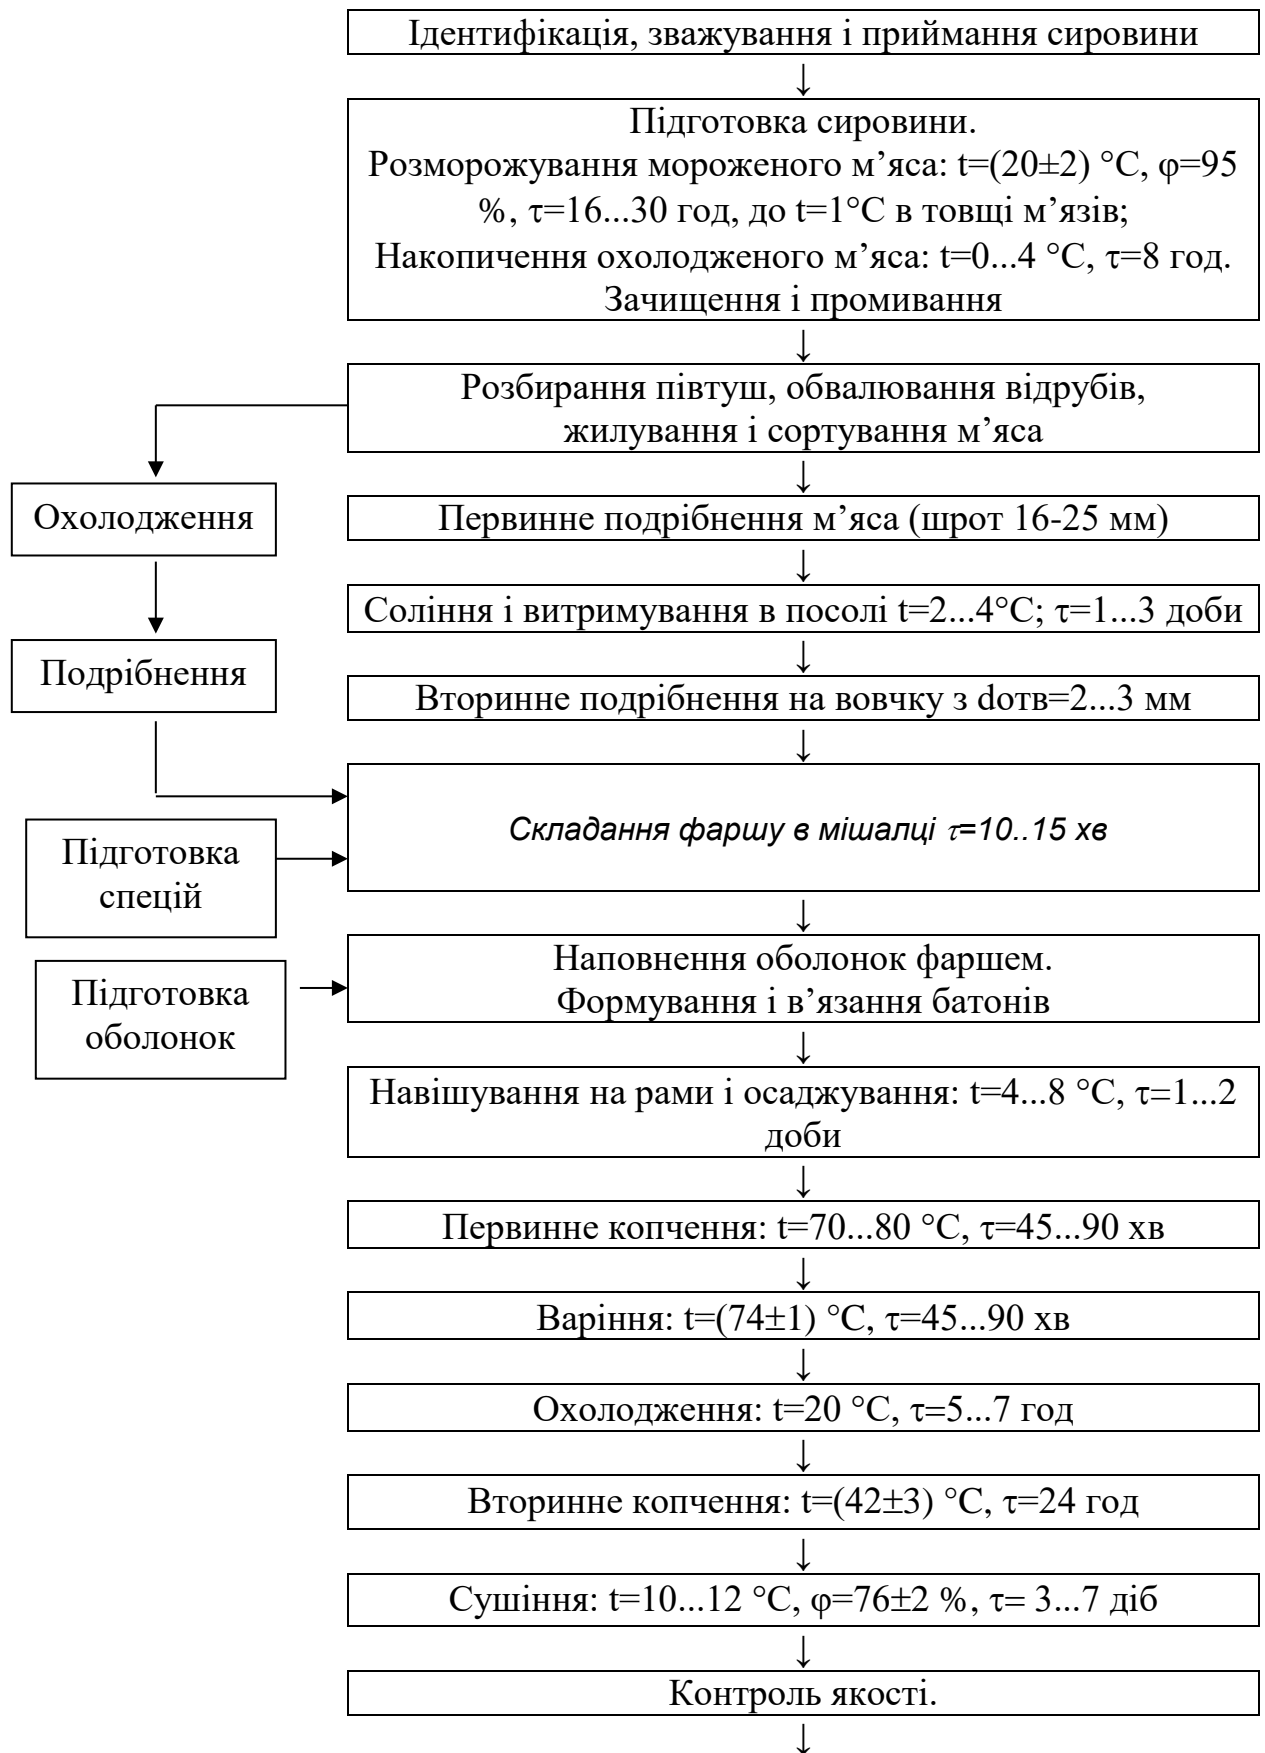 Ідентифікація, зважування і приймання сировини
↓
Підготовка сировини.
Розморожування мороженого м’яса: t=(20±2) °С, φ=95
%, τ=16...30 год, до t=1°С в товщі м’язів;
Накопичення охолодженого м’яса: t=0...4 °С, τ=8 год.
Зачищення і промивання
↓
Розбирання півтуш, обвалювання відрубів,
жилування і сортування м’яса
↓
Охолодження
Первинне подрібнення м’яса (шрот 16-25 мм)
↓
Соління і витримування в посолі t=2...4°С; τ=1...3 доби
↓
Подрібнення
Вторинне подрібнення на вовчку з dотв=2...3 мм
↓
Складання фаршу в мішалці τ=10..15 хв
Підготовка
спецій
↓
Наповнення оболонок фаршем.
Формування і в’язання батонів
Підготовка
оболонок
↓
Навішування на рами і осаджування: t=4...8 °С, τ=1...2
доби
↓
Первинне копчення: t=70...80 °С, τ=45...90 хв
↓
Варіння: t=(74±1) °С, τ=45...90 хв
↓
Охолодження: t=20 °С, τ=5...7 год
↓
Вторинне копчення: t=(42±3) °С, τ=24 год
↓
Сушіння: t=10...12 °С, φ=76±2 %, τ= 3...7 діб
↓
Контроль якості.
↓